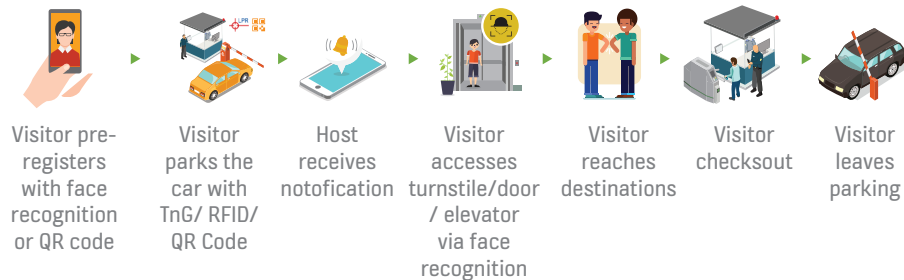 LPR
Visitor pre-
registers
with face
recognition
or QR code
Visitor
parks the
car with
TnG/ RFID/
QR Code
Host
receives
notofication
Visitor
accesses
turnstile/door
/ elevator
via face
recognition
Visitor
reaches
destinations
Visitor
checksout
Visitor
leaves
parking